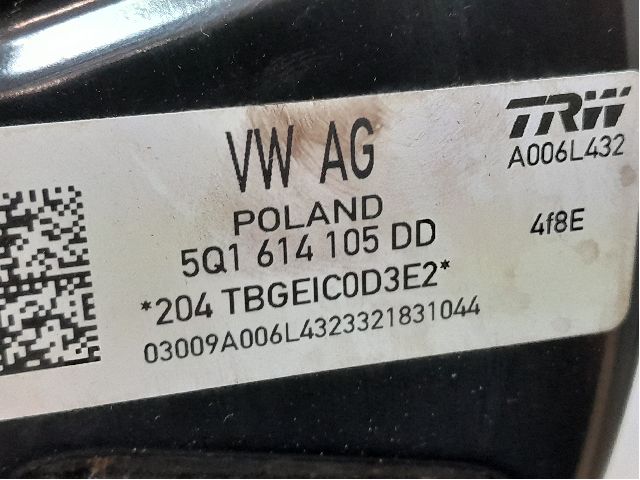 TRW
A006L432
VW AG
POLAND
4f8E
5Q1 614 105 DD
*204 TBGEIC0D3E2*
03009A006L4323321831044